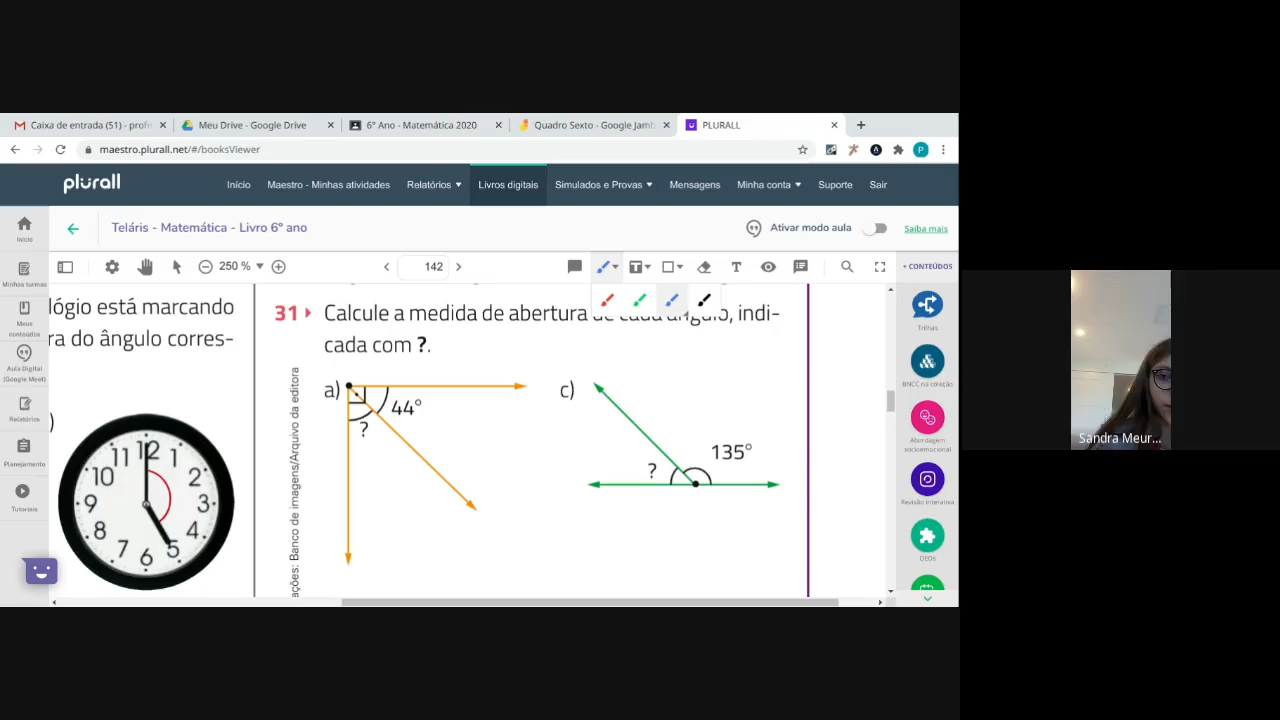 Caixa de entrada (51) - profm
Meu Drive - Google Drive
6° Ano - Matemática 2020
Quadro Sexto - Google Jamb
PLURALL
maestro.plurall.net/#/booksViewer
P
plurall
Início
Maestro - Minhas atividades
Relatórios
Livros digitais
Simulados e Provas
Mensagens
Minha conta
Suporte
Sair
Início
Minhas turmas
Meus conteúdos
Aula Digital
(Google Meet)
Relatórios
Planejamento
Tutoriais
Teláris - Matemática - Livro 6° ano
Ativar modo aula
Saiba mais
250 %
142
T
T
+ CONTEÚDOS
lógio está marcando
ra do ângulo corres-
)
12
1
2
3
4
5
6
7
8
9
10
11
31 Calcule a medida de abertura de cada ângulo, indi-
cada com ?.
ações: Banco de imagens/Arquivo da editora
a)
44°
?
c)
135°
?
Trilhas
BNCC na coleção
Abordagem
socioemocional
Revisão interativa
OEDs
Sandra Meur...